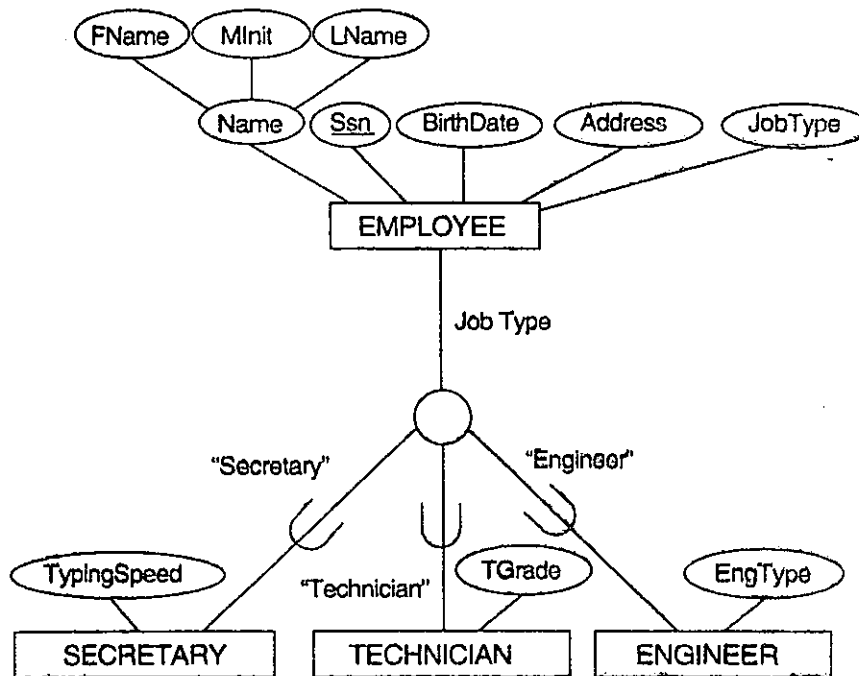 FName MInit LName
Name Ssn BirthDate Address JobType
EMPLOYEE
Job Type
"Secretary" "Engineer"
TypingSpeed "Technician" TGrade EngType
SECRETARY TECHNICIAN ENGINEER